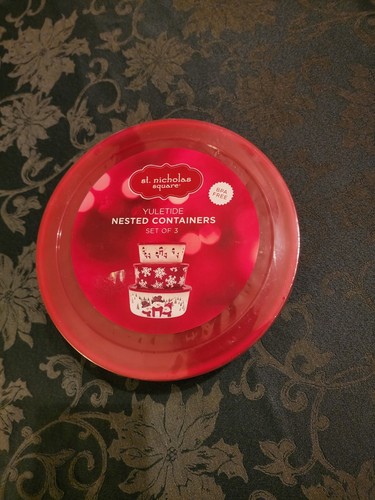 st. nicholas
square
BPA
FREE
YULETIDE
NESTED CONTAINERS
SET OF 3